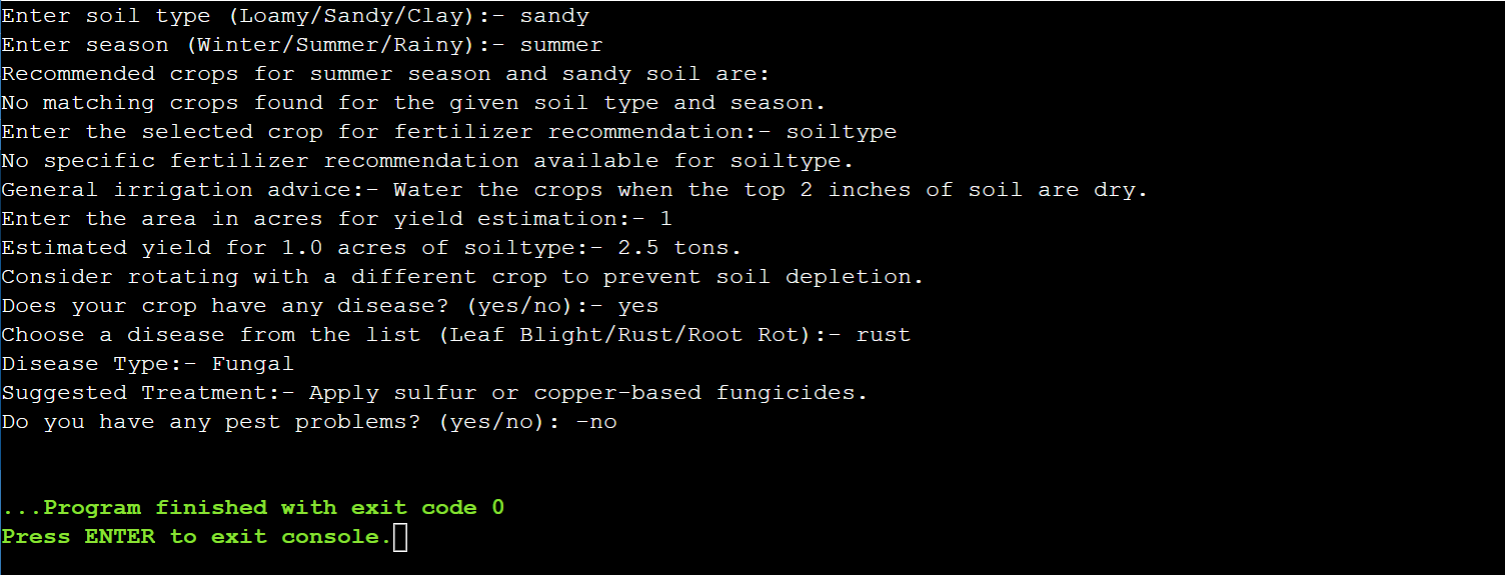 Enter soil type (Loamy/Sandy/Clay):- sandy
Enter season (Winter/Summer/Rainy):- summer
Recommended crops for summer season and sandy soil are:
No matching crops found for the given soil type and season.
Enter the selected crop for fertilizer recommendation:- soiltype
No specific fertilizer recommendation available for soiltype.
General irrigation advice:- Water the crops when the top 2 inches of soil are dry.
Enter the area in acres for yield estimation:- 1
Estimated yield for 1.0 acres of soiltype:- 2.5 tons.
Consider rotating with a different crop to prevent soil depletion.
Does your crop have any disease? (yes/no):- yes
Choose a disease from the list (Leaf Blight/Rust/Root Rot):- rust
Disease Type:- Fungal
Suggested Treatment:- Apply sulfur or copper-based fungicides.
Do you have any pest problems? (yes/no): -no
...Program finished with exit code 0
Press ENTER to exit console.